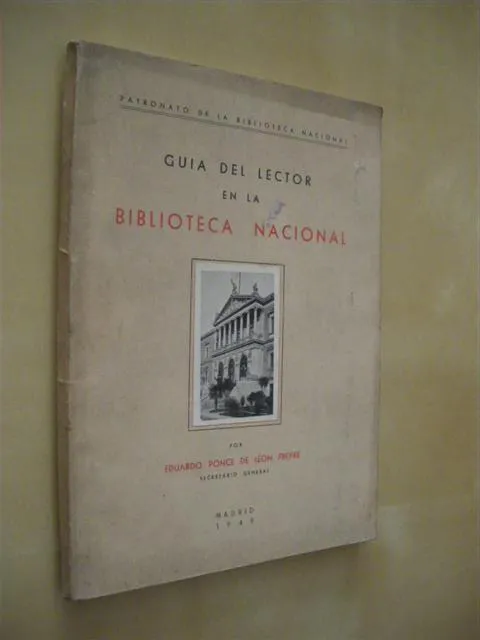 PATRONATO DE LA BIBLIOTECA NACIONAL
GUIA DEL LECTOR
EN LA
BIBLIOTECA NACIONAL
POR
EDUARDO PONCE DE LEON FREYRE
SECRETARIO GENERAL
MADRID
1949